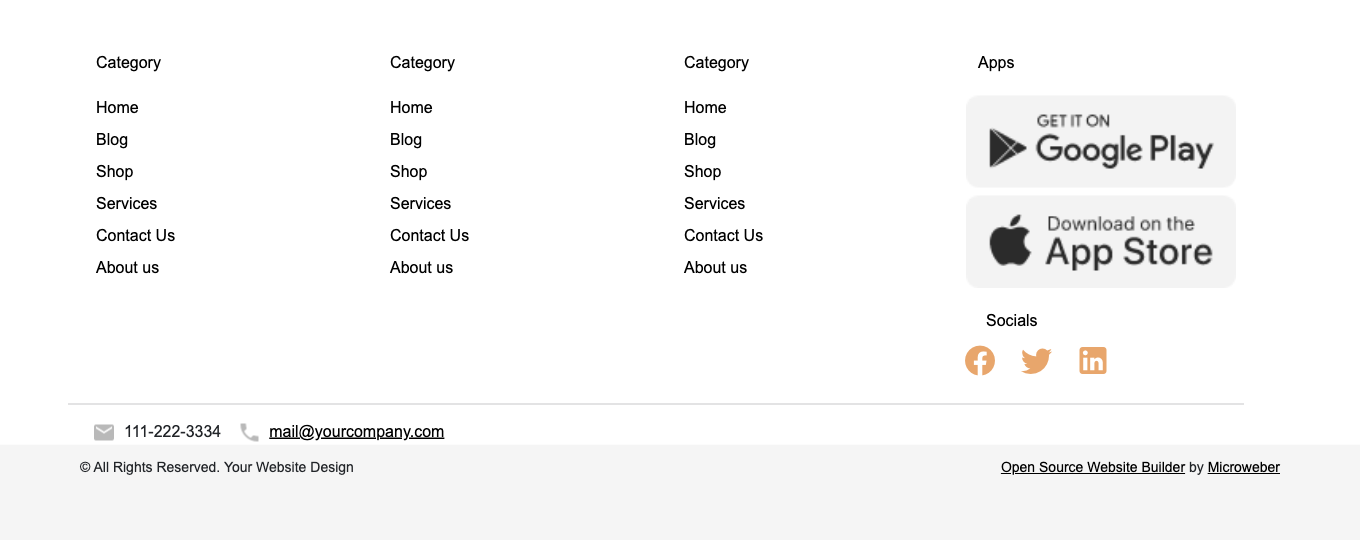 Category
Home
Blog
Shop
Services
Contact Us
About us
Category
Home
Blog
Shop
Services
Contact Us
About us
Category
Home
Blog
Shop
Services
Contact Us
About us
Apps
GET IT ON
Google Play
Download on the
App Store
Socials
111-222-3334 mail@yourcompany.com
© All Rights Reserved. Your Website Design
Open Source Website Builder by Microweber